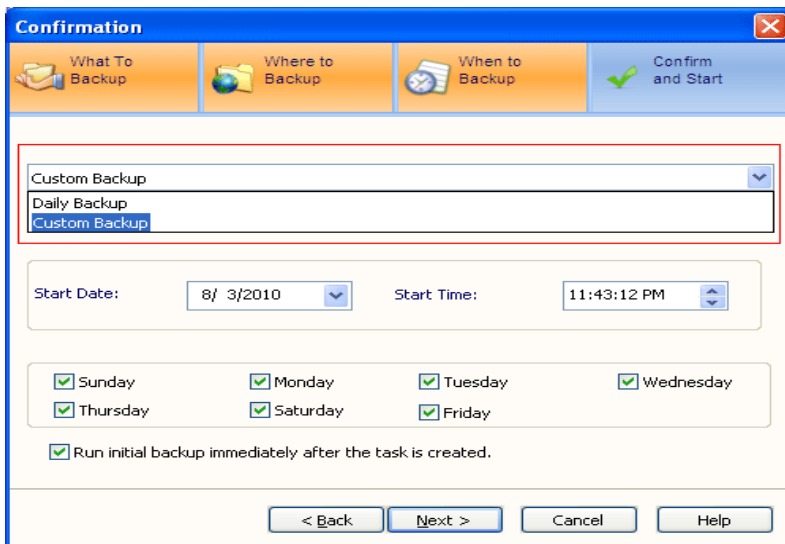 Confirmation
What To
Backup
Where to
Backup
When to
Backup
Confirm
and Start
Custom Backup
Daily Backup
Custom Backup
Start Date:
8/ 3/2010
Start Time:
11:43:12 PM
Sunday
Monday
Tuesday
Wednesday
Thursday
Saturday
Friday
Run initial backup immediately after the task is created.
< Back
Next >
Cancel
Help